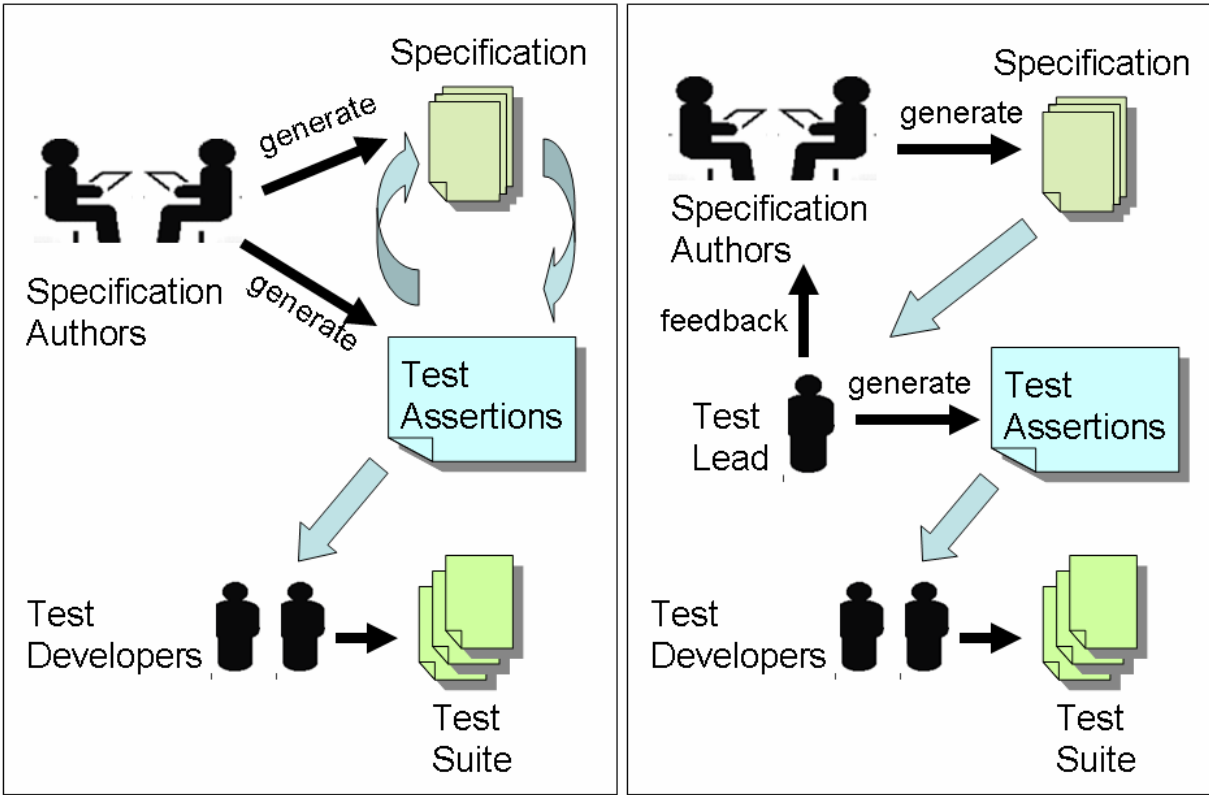 Specification
generate
Specification
Authors
generate
Test
Assertions
Test
Developers
Test
Suite
Specification
generate
Specification
Authors
feedback
generate
Test
Lead
Test
Assertions
Test
Developers
Test
Suite